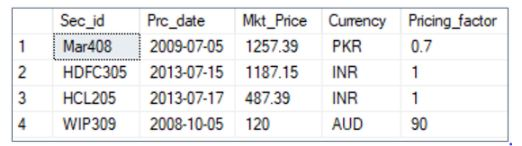 Sec_id Prc_date Mkt_Price Currency Pricing_factor
1 Mar408 2009-07-05 1257.39 PKR 0.7
2 HDFC305 2013-07-15 1187.15 INR 1
3 HCL205 2013-07-17 487.39 INR 1
4 WIP309 2008-10-05 120 AUD 90